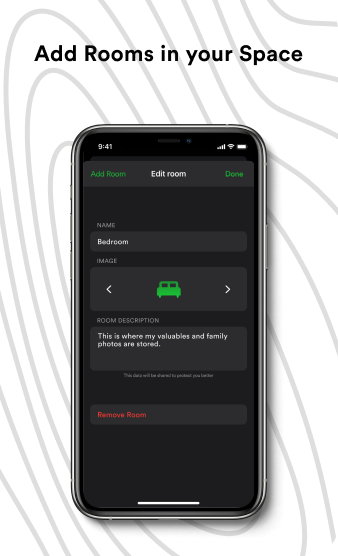 Add Rooms in your Space
9:41
Add Room Edit room Done
NAME
Bedroom
IMAGE
ROOM DESCRIPTION
This is where my valuables and family
photos are stored.
This data will be shared to protect you better
Remove Room